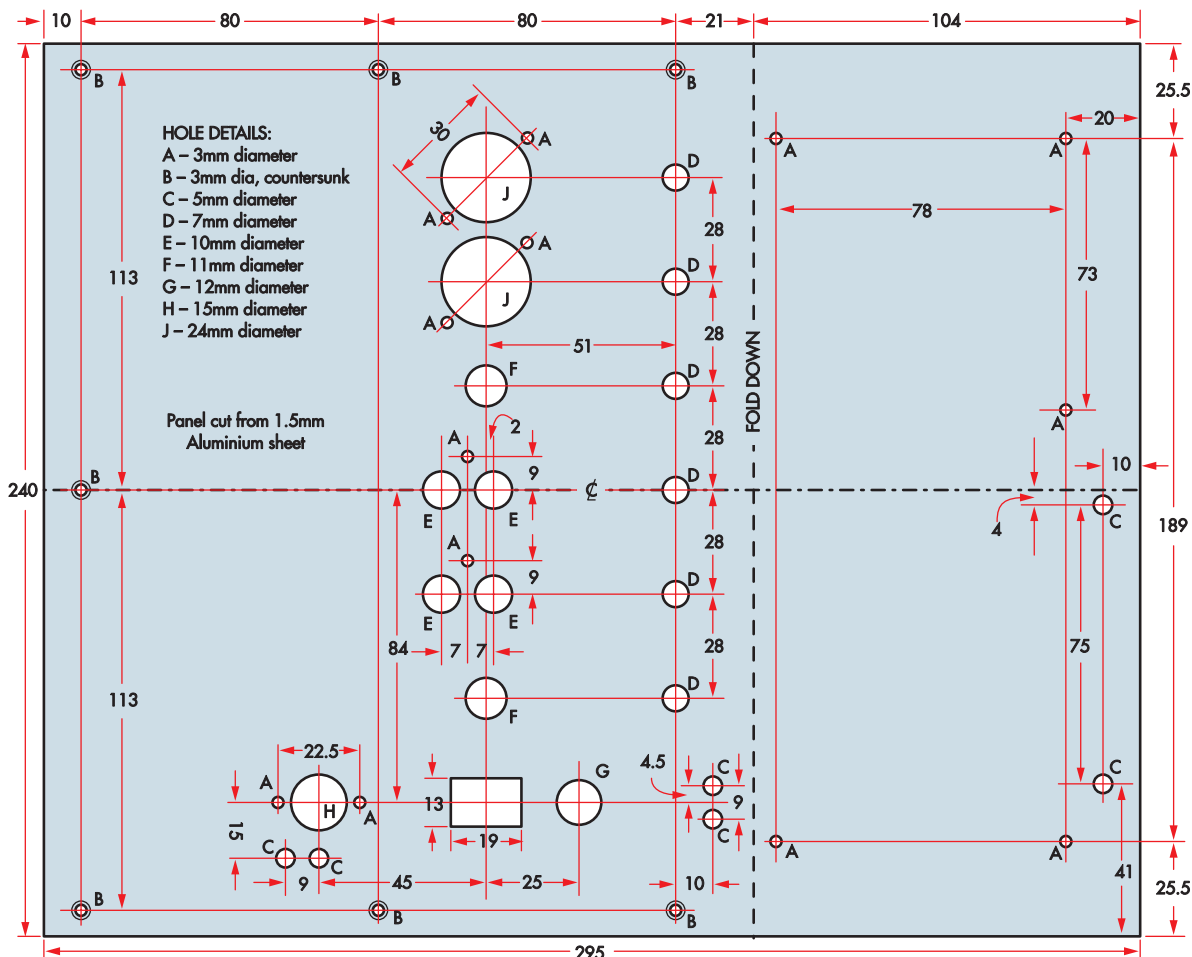 10
80
80
21
104
B
B
B
25.5
20
HOLE DETAILS:
A – 3mm diameter
B – 3mm dia, countersunk
C – 5mm diameter
D – 7mm diameter
E – 10mm diameter
F – 11mm diameter
G – 12mm diameter
H – 15mm diameter
J – 24mm diameter
30
A
A
A
D
J
A
78
28
A
D
73
113
J
A
51
28
F
D
FOLD DOWN
Panel cut from 1.5mm
Aluminium sheet
2
28
A
A
9
10
B
240
℄
D
E
E
4
C
189
A
28
9
D
E
E
7
7
84
28
75
113
F
D
22.5
4.5
G
C
A
13
H
A
9
C
C
15
19
C
C
A
A
9
45
25
10
41
25.5
B
B
B
295